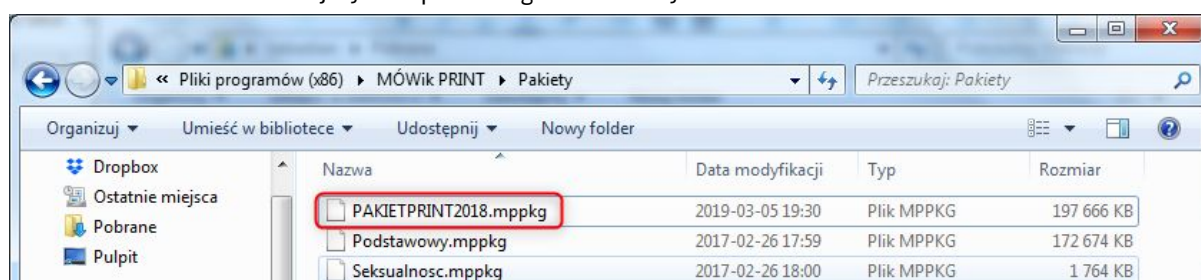 « Pliki programów (x86) ▸ MÓWik PRINT ▸ Pakiety Przeszukaj: Pakiety
Organizuj Umieść w bibliotece Udostępnij Nowy folder
Dropbox Nazwa Data modyfikacji Typ Rozmiar
Ostatnie miejsca PAKIETPRINT2018.mppkg 2019-03-05 19:30 Plik MPPKG 197 666 KB
Pobrane Podstawowy.mppkg 2017-02-26 17:59 Plik MPPKG 172 674 KB
Pulpit Seksualnosc.mppkg 2017-02-26 18:00 Plik MPPKG 1 764 KB